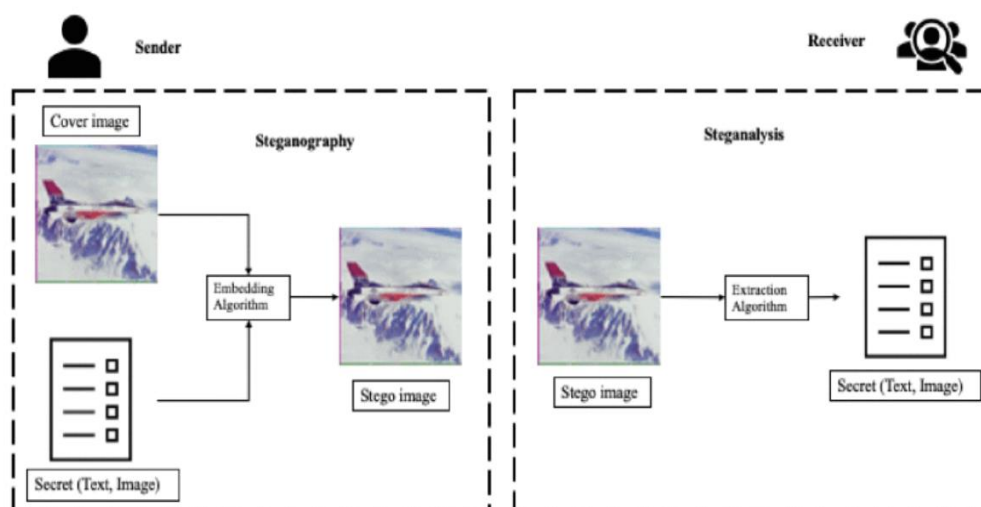 Sender
Receiver
Cover image
Steganography
Steganalysis
Embedding
Algorithm
Extraction
Algorithm
Stego image
Stego image
Secret (Text, Image)
Secret (Text, Image)